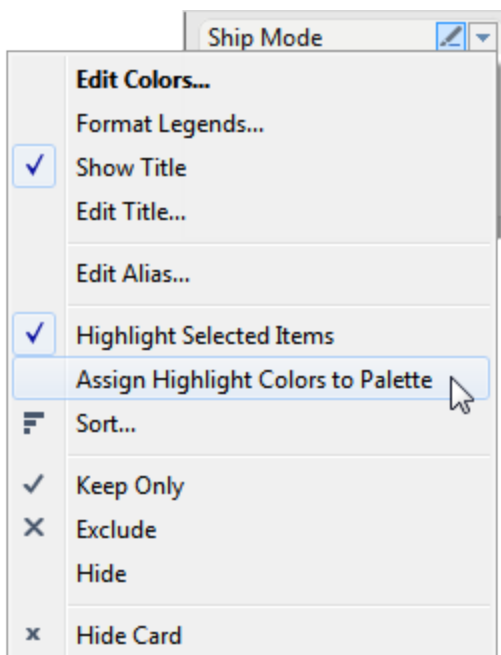 Ship Mode
Edit Colors...
Format Legends...
Show Title
Edit Title...
Edit Alias...
Highlight Selected Items
Assign Highlight Colors to Palette
Sort...
Keep Only
Exclude
Hide
Hide Card